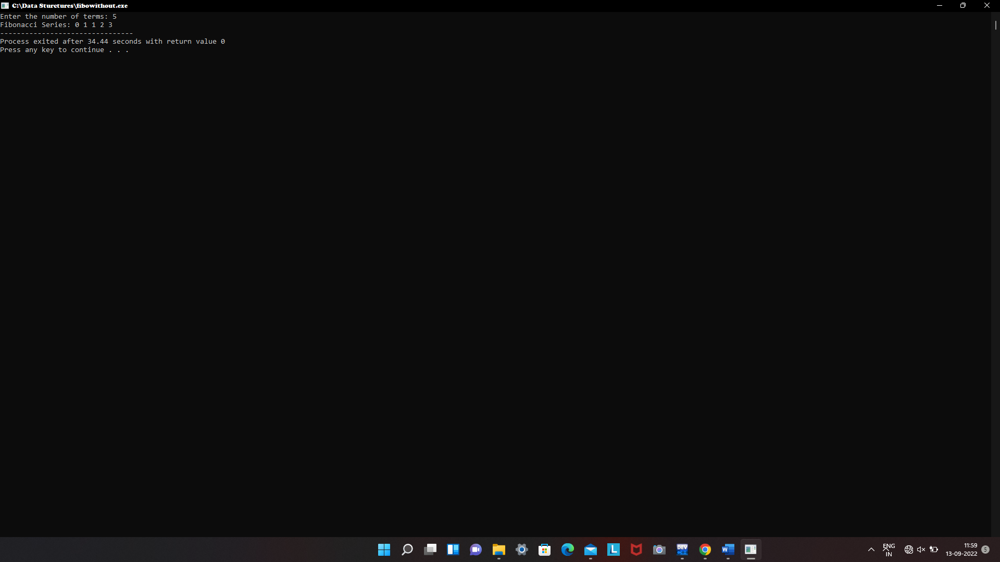 C:\Data Sturctures\fibowithout.exe
Enter the number of terms: 5
Fibonacci Series: 0 1 1 2 3
--------------------------------
Process exited after 34.44 seconds with return value 0
Press any key to continue . . .
L
DEV
C++
W
ENG
IN
11:59
13-09-2022
5